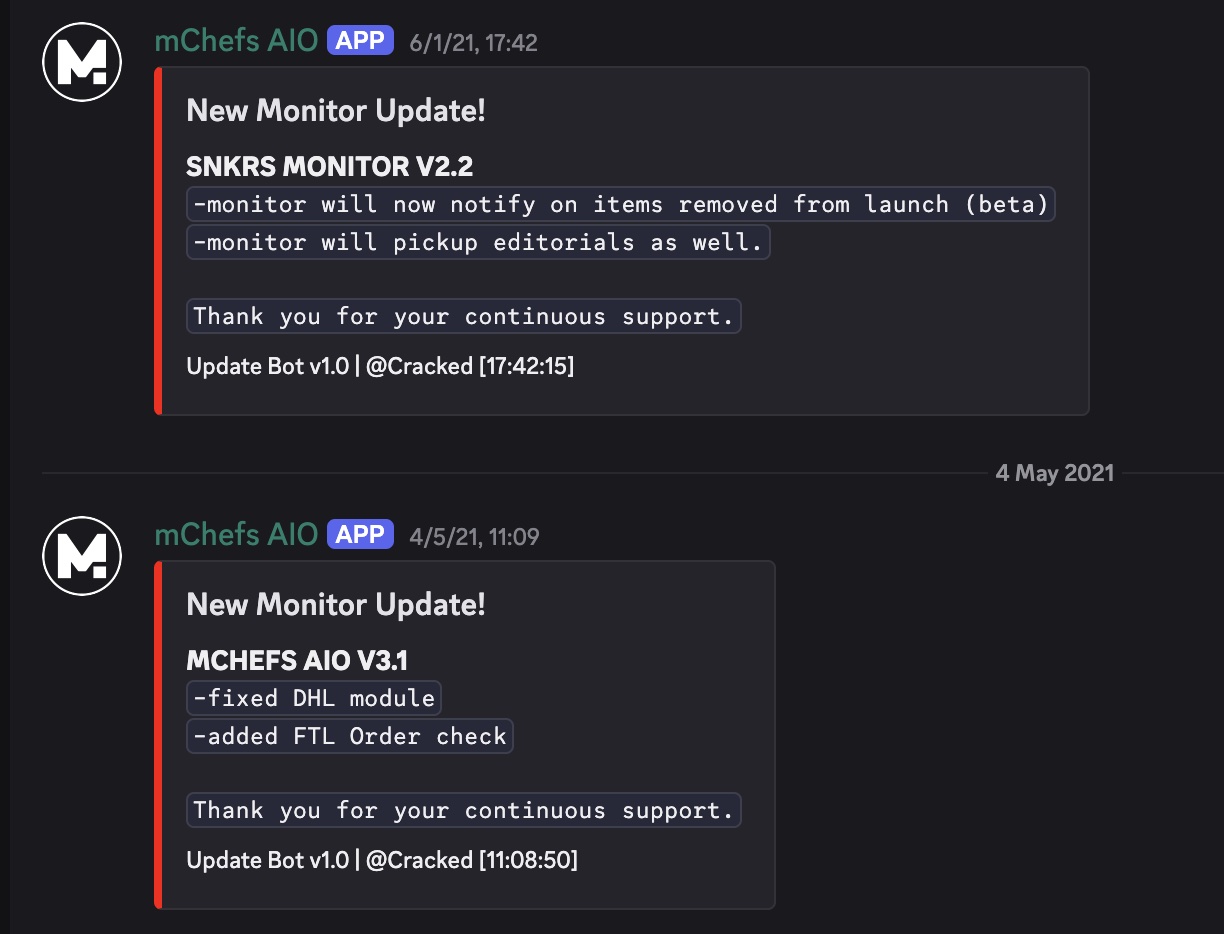 M.
mChefs AIO APP 6/1/21, 17:42
New Monitor Update!
SNKRS MONITOR V2.2
-monitor will now notify on items removed from launch (beta)
-monitor will pickup editorials as well.
Thank you for your continuous support.
Update Bot v1.0 | @Cracked [17:42:15]
4 May 2021
M.
mChefs AIO APP 4/5/21, 11:09
New Monitor Update!
MCHEFS AIO V3.1
-fixed DHL module
-added FTL Order check
Thank you for your continuous support.
Update Bot v1.0 | @Cracked [11:08:50]